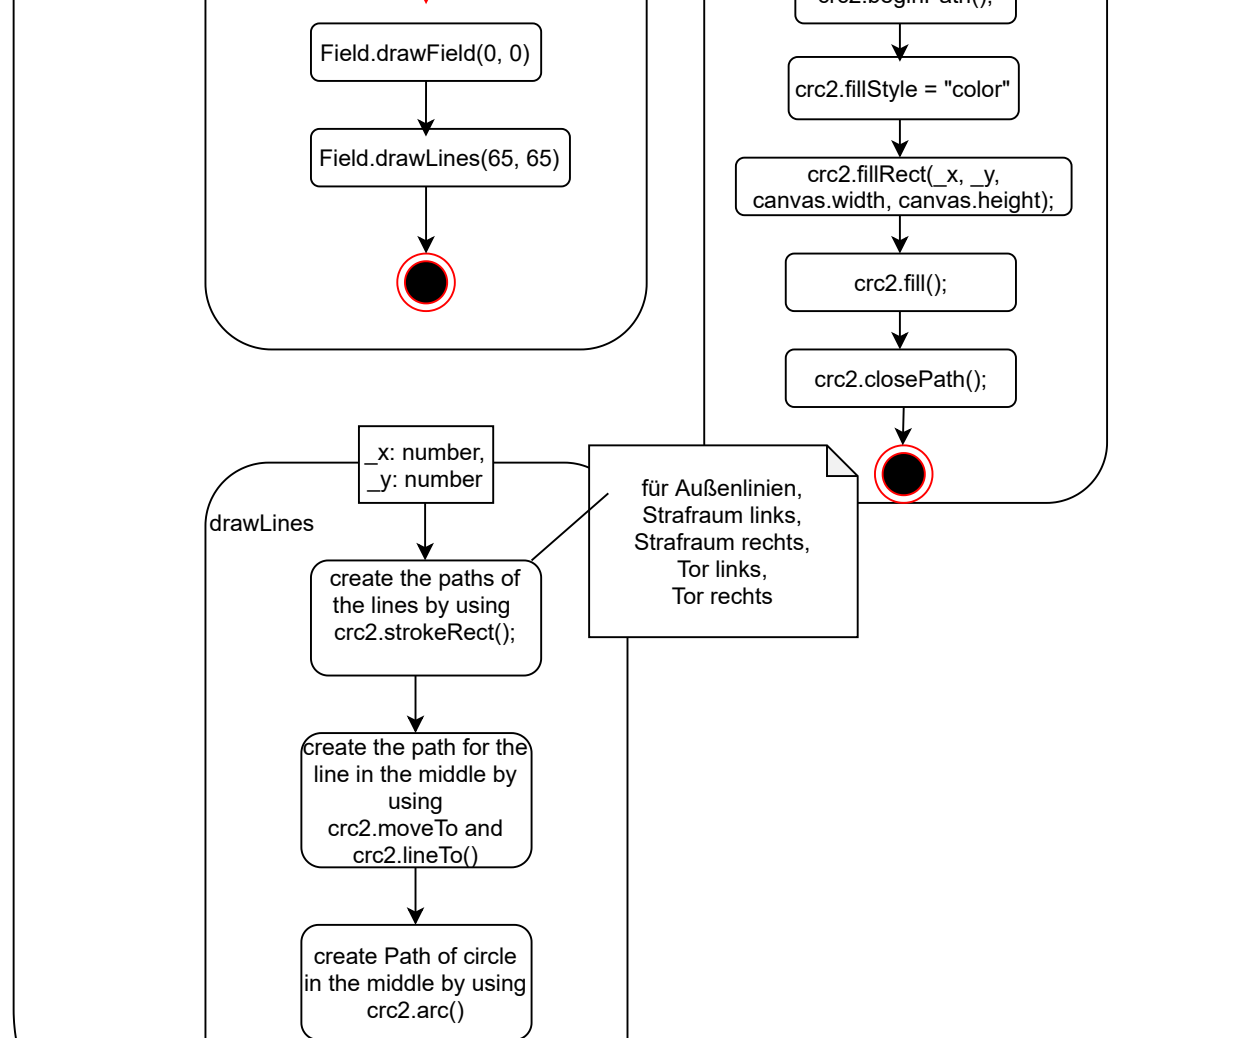 Field.drawField(0, 0)
Field.drawLines(65, 65)
crc2.beginPath();
crc2.fillStyle = "color"
crc2.fillRect(_x, _y,
canvas.width, canvas.height);
crc2.fill();
crc2.closePath();
_x: number,
_y: number
drawLines
create the paths of
the lines by using
crc2.strokeRect();
für Außenlinien,
Strafraum links,
Strafraum rechts,
Tor links,
Tor rechts
create the path for the
line in the middle by
using
crc2.moveTo and
crc2.lineTo()
create Path of circle
in the middle by using
crc2.arc()